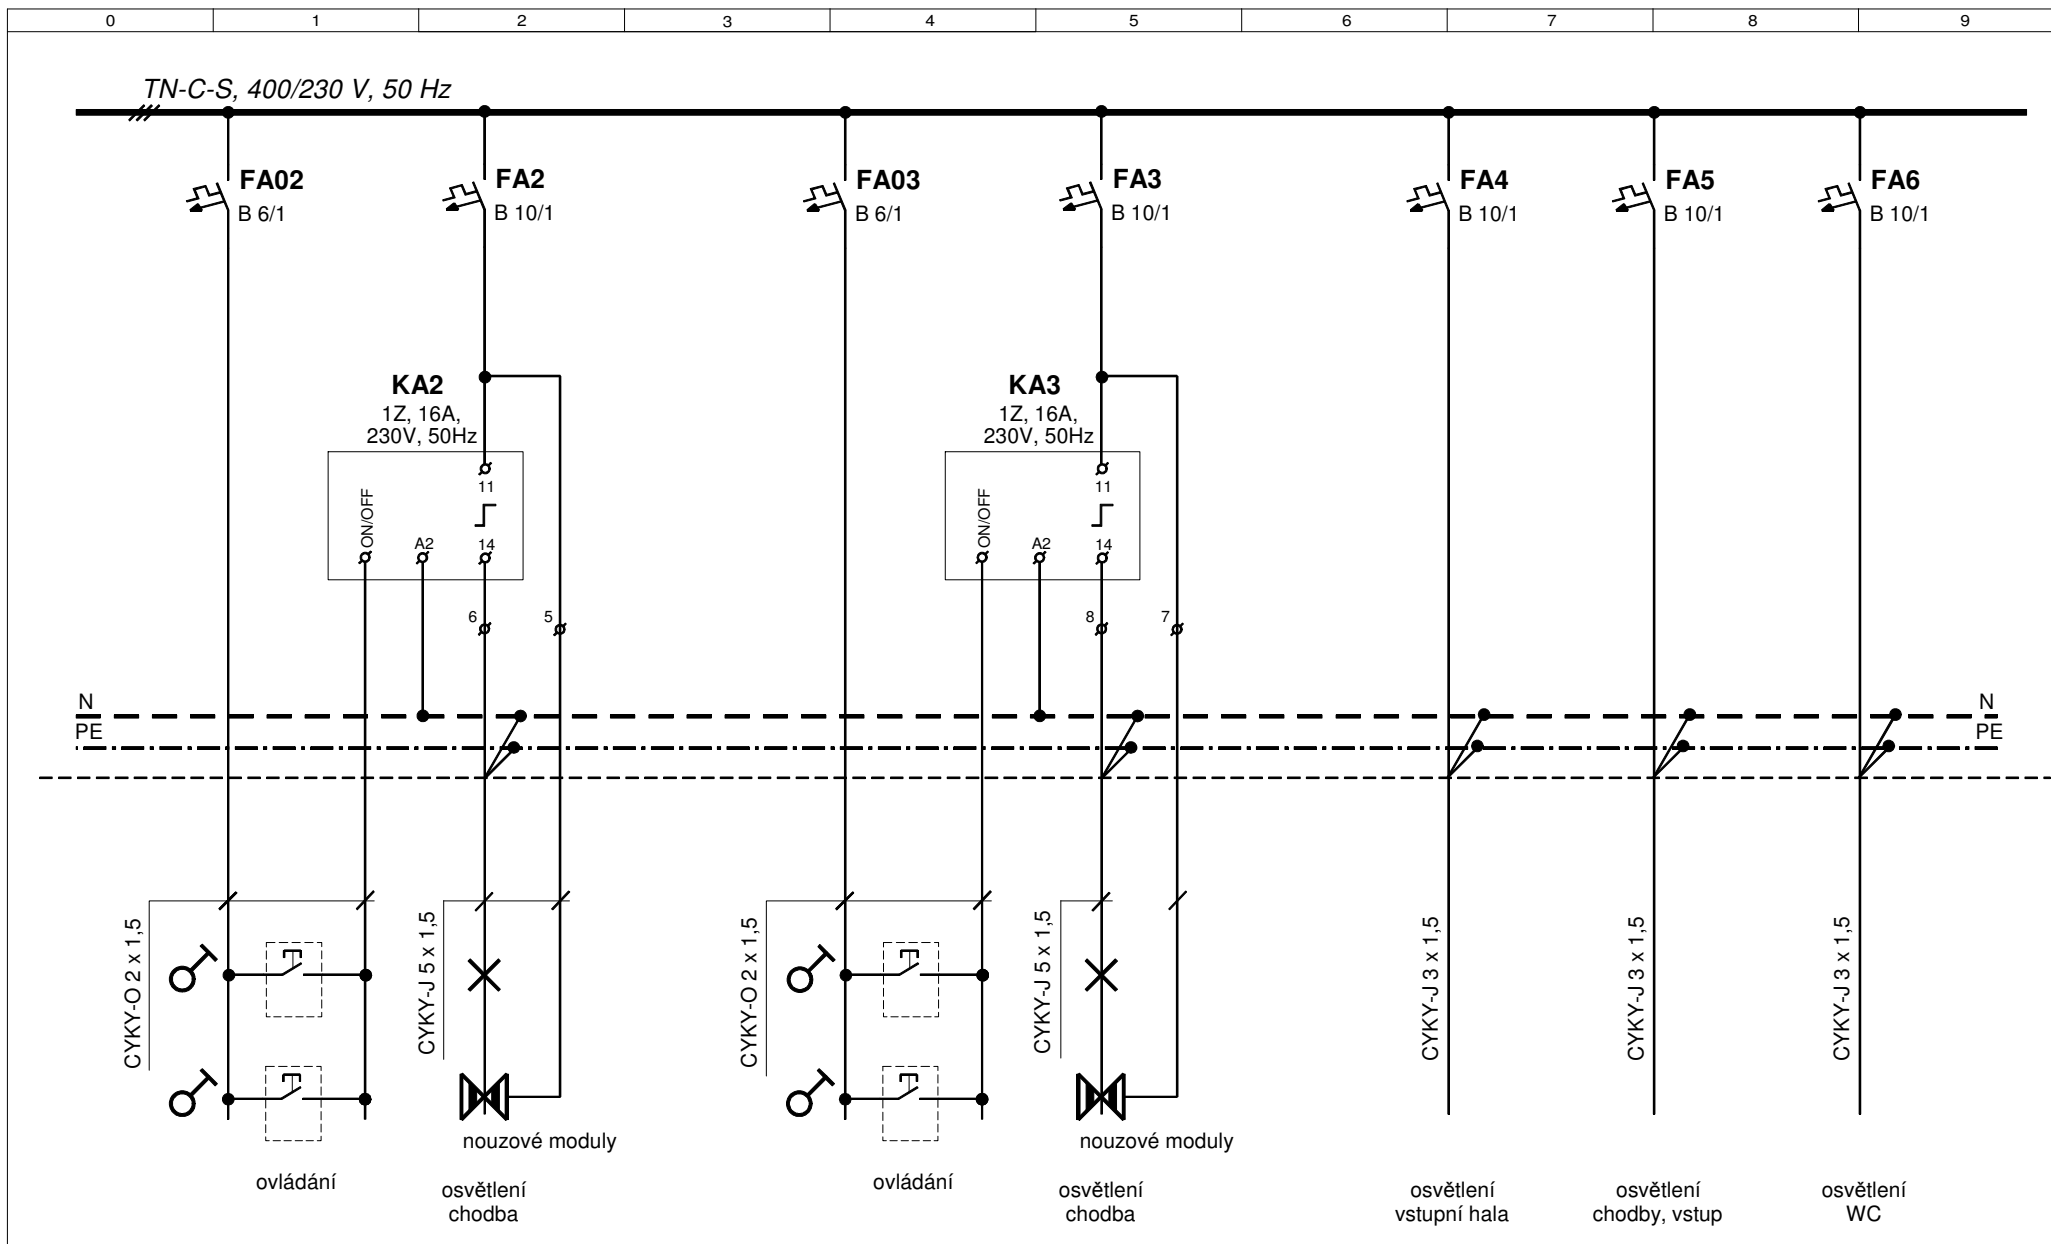 0 1 2 3 4 5 6 7 8 9
TN-C-S, 400/230 V, 50 Hz
FA02
B 6/1
FA2
B 10/1
FA03
B 6/1
FA3
B 10/1
FA4
B 10/1
FA5
B 10/1
FA6
B 10/1
KA2
1Z, 16A,
230V, 50Hz
11
ON/OFF
A2
14
6
5
KA3
1Z, 16A,
230V, 50Hz
11
ON/OFF
A2
14
8
7
N
PE
N
PE
CYKY-O 2 x 1,5
CYKY-J 5 x 1,5
CYKY-O 2 x 1,5
CYKY-J 5 x 1,5
CYKY-J 3 x 1,5
CYKY-J 3 x 1,5
CYKY-J 3 x 1,5
nouzové moduly
nouzové moduly
ovládání
osvětlení
chodba
ovládání
osvětlení
chodba
osvětlení
vstupní hala
osvětlení
chodby, vstup
osvětlení
WC